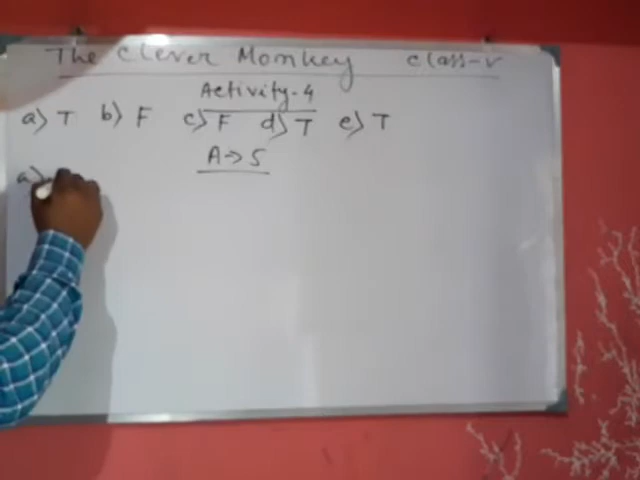 The Clever Monkey class-v
Activity-4
a) T b) F c) F d) T e) T
A→5
a)